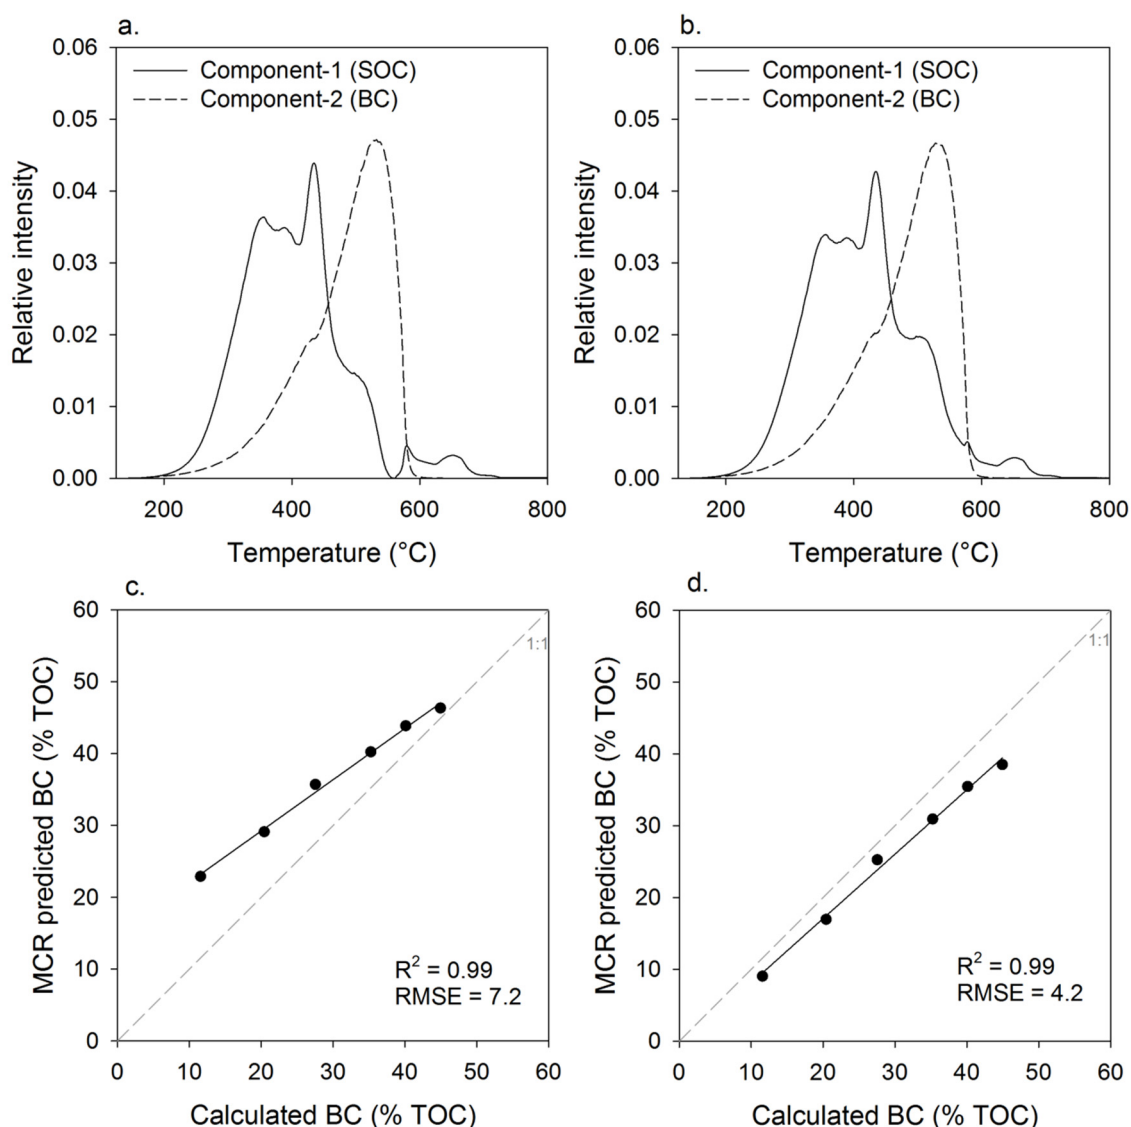 a.
0.06
0.05
0.04
0.03
0.02
0.01
0.00
Relative intensity
Component-1 (SOC)
Component-2 (BC)
200
400
600
800
Temperature (°C)
b.
0.06
0.05
0.04
0.03
0.02
0.01
0.00
Relative intensity
Component-1 (SOC)
Component-2 (BC)
200
400
600
800
Temperature (°C)
c.
60
50
40
30
20
10
0
MCR predicted BC (% TOC)
1:1
R² = 0.99
RMSE = 7.2
0
10
20
30
40
50
60
Calculated BC (% TOC)
d.
60
50
40
30
20
10
0
MCR predicted BC (% TOC)
1:1
R² = 0.99
RMSE = 4.2
0
10
20
30
40
50
60
Calculated BC (% TOC)